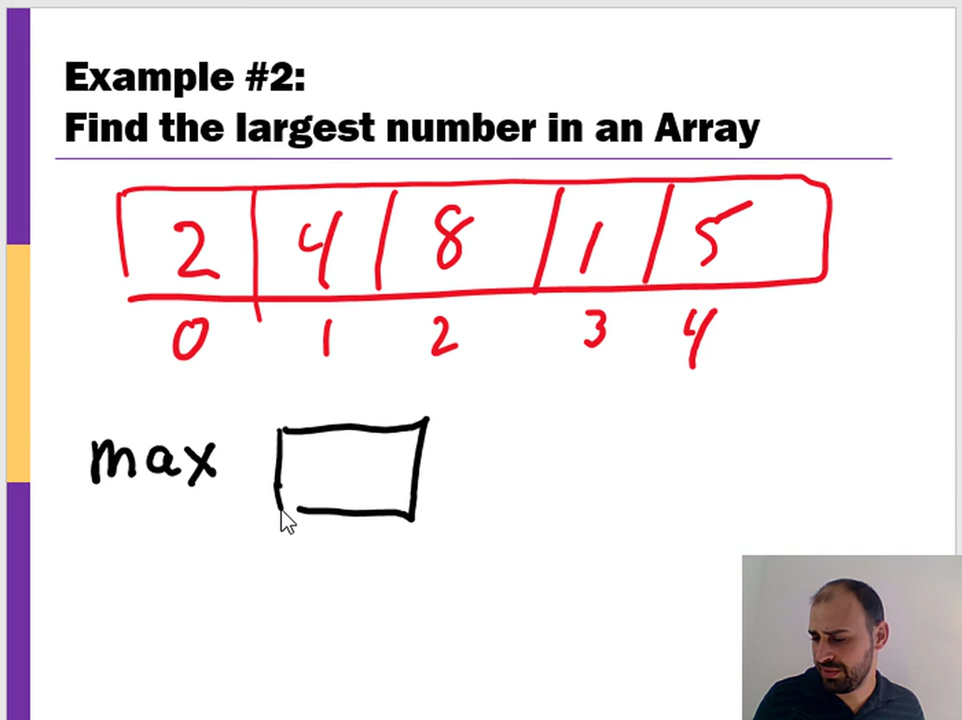 Example #2:
Find the largest number in an Array
2 4 8 1 5
0 1 2 3 4
max